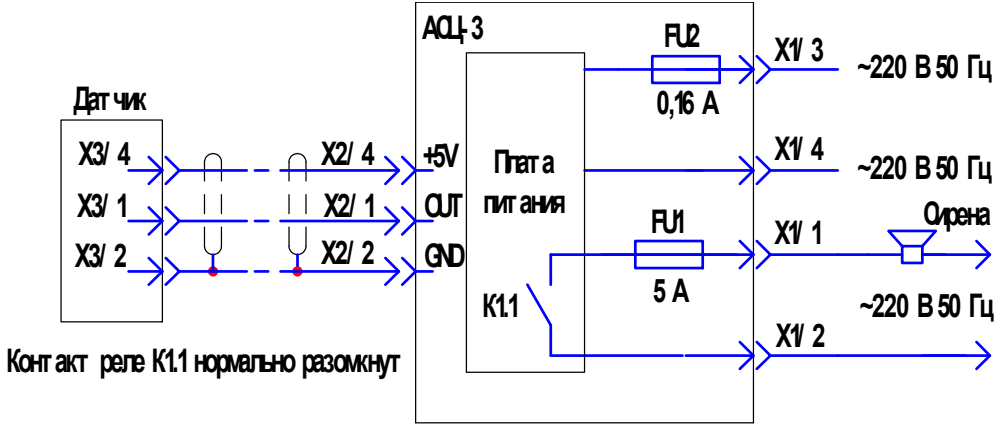 АСЦ-3
FU2
X1/ 3
~220 В 50 Гц
0,16 А
Датчик
X3/ 4
X2/ 4
+5V
Плата
питания
X1/ 4
~220 В 50 Гц
X3/ 1
X2/ 1
OUT
FU1
X1/ 1
Сирена
X3/ 2
X2/ 2
GND
5 А
К1.1
~220 В 50 Гц
X1/ 2
Контакт реле К1.1 нормально разомкнут